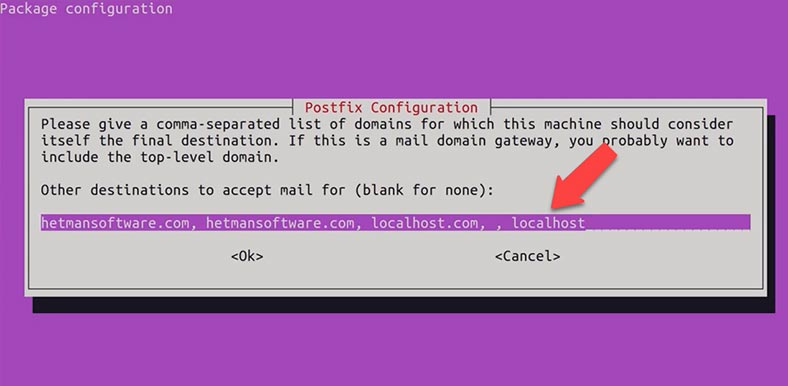 Package configuration
Postfix Configuration
Please give a comma-separated list of domains for which this machine should consider
itself the final destination. If this is a mail domain gateway, you probably want to
include the top-level domain.
Other destinations to accept mail for (blank for none):
hetmansoftware.com, hetmansoftware.com, localhost.com, , localhost
<Ok> <Cancel>